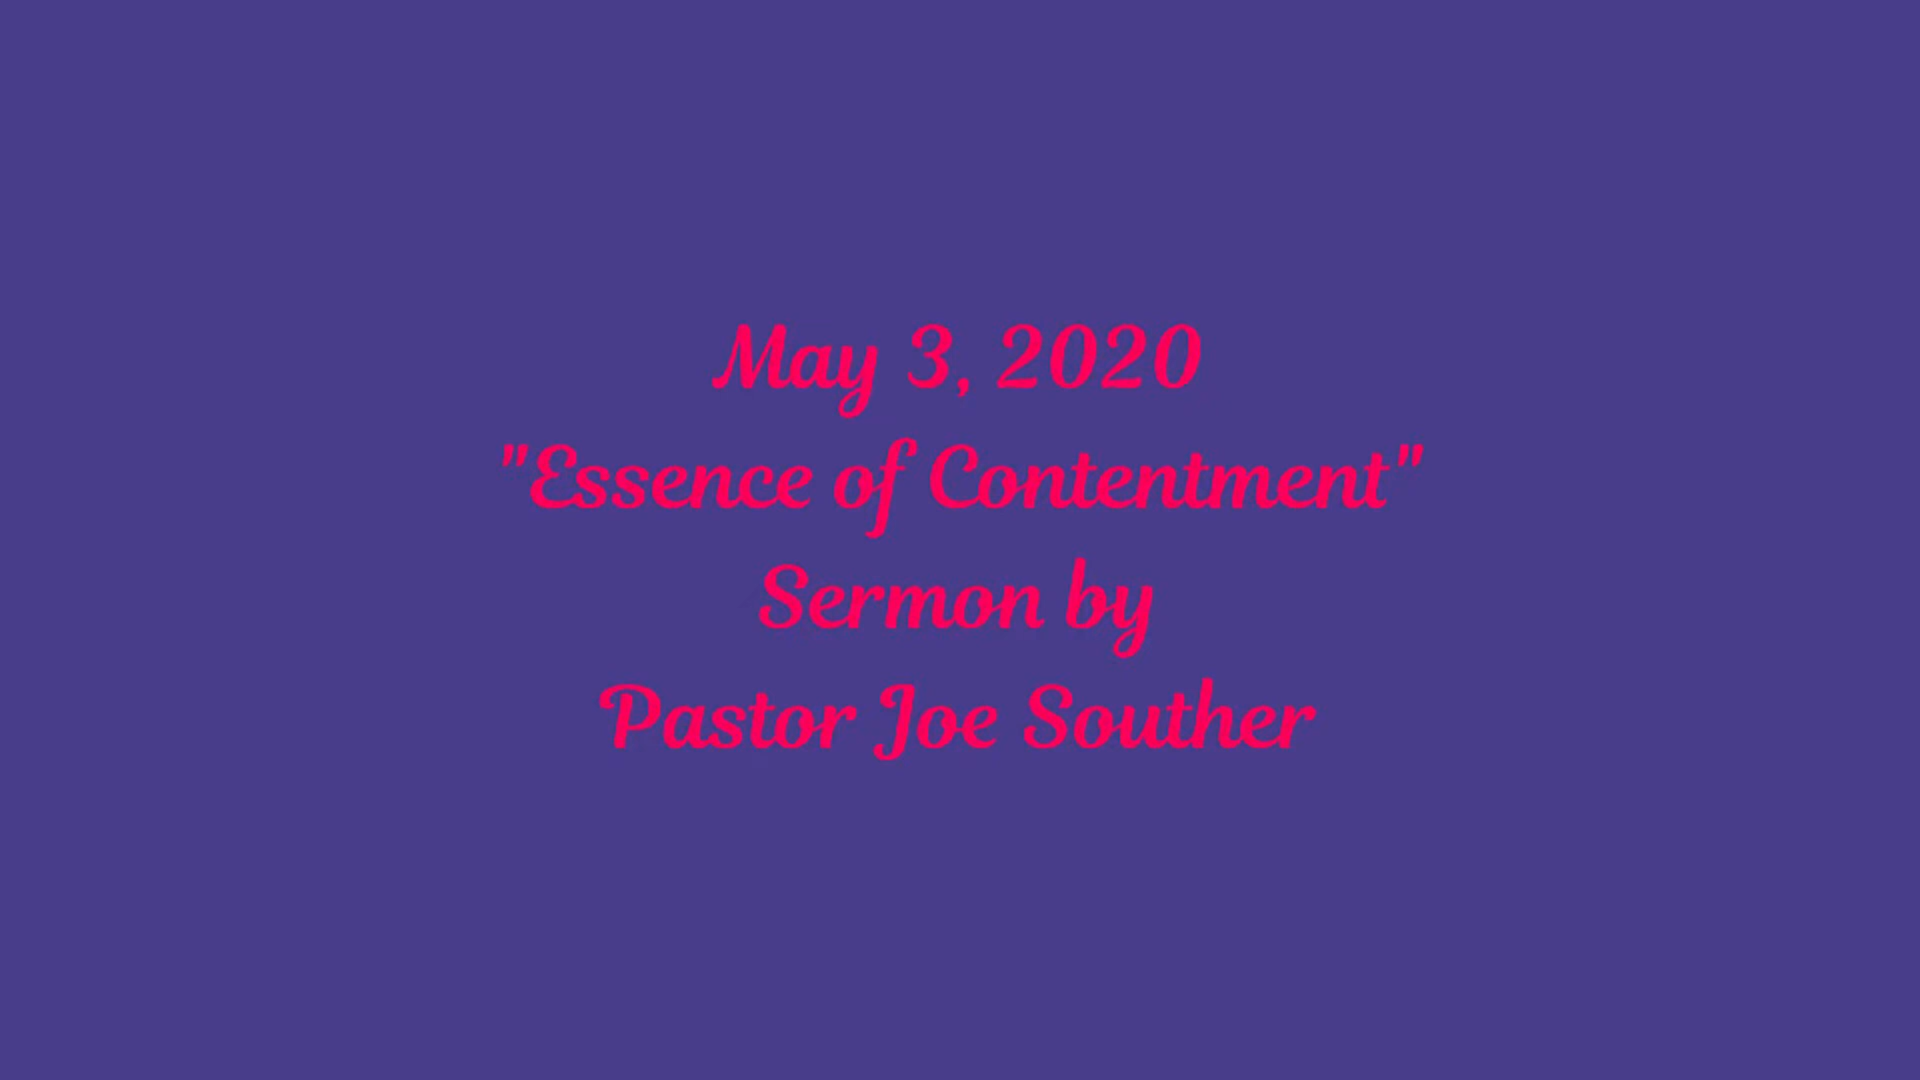 May 3, 2020
"Essence of Contentment"
Sermon by
Pastor Joe Souther